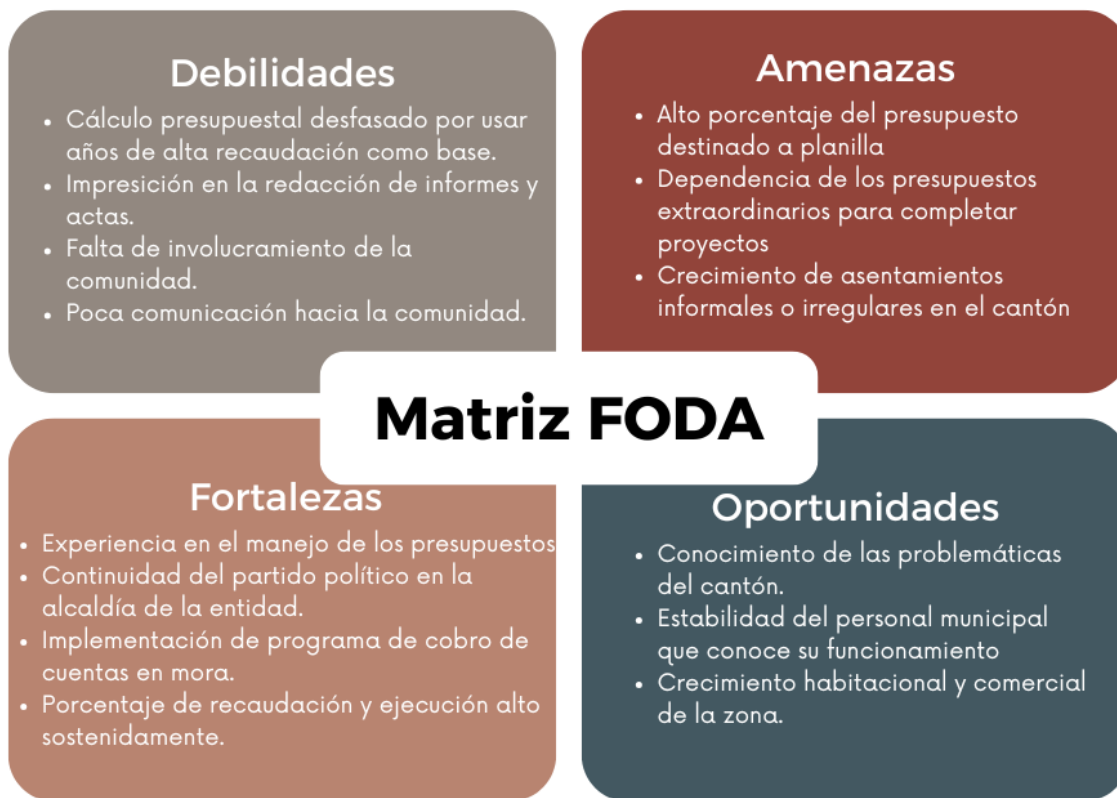 Debilidades
• Cálculo presupuestal desfasado por usar
años de alta recaudación como base.
• Impresición en la redacción de informes y
actas.
• Falta de involucramiento de la
comunidad.
• Poca comunicación hacia la comunidad.
Amenazas
• Alto porcentaje del presupuesto
destinado a planilla
• Dependencia de los presupuestos
extraordinarios para completar
proyectos
• Crecimiento de asentamientos
informales o irregulares en el cantón
Matriz FODA
Fortalezas
• Experiencia en el manejo de los presupuestos
• Continuidad del partido político en la
alcaldía de la entidad.
• Implementación de programa de cobro de
cuentas en mora.
• Porcentaje de recaudación y ejecución alto
sostenidamente.
Oportunidades
• Conocimiento de las problemáticas
del cantón.
• Estabilidad del personal municipal
que conoce su funcionamiento
• Crecimiento habitacional y comercial
de la zona.